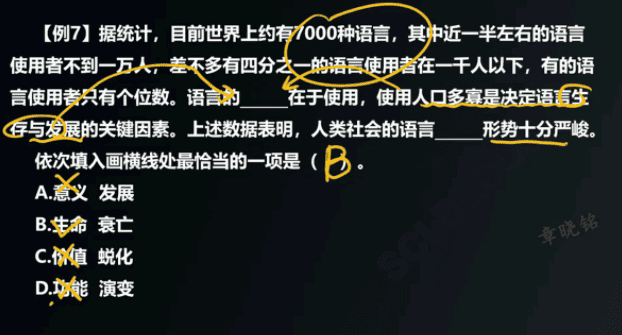 【例7】据统计，目前世界上约有7000种语言，其中近一半左右的语言
使用者不到一万人，差不多有四分之一的语言使用者在一千人以下，有的语
言使用者只有个位数。语言的_____在于使用，使用人口多寡是决定语言生
存与发展的关键因素。上述数据表明，人类社会的语言_____形势十分严峻。
依次填入画横线处最恰当的一项是（B）。
A.意义 发展
B.生命 衰亡
C.价值 蜕化
D.功能 演变
章晓铭